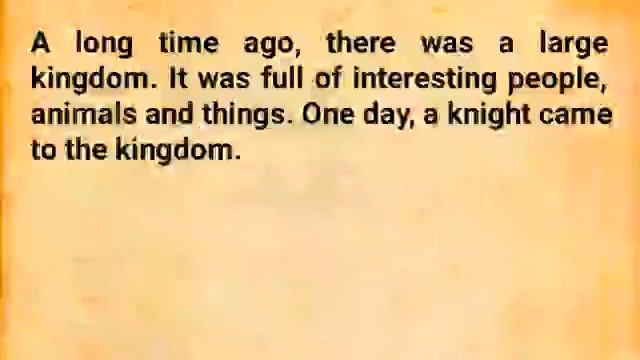 A long time ago, there was a large
kingdom. It was full of interesting people,
animals and things. One day, a knight came
to the kingdom.